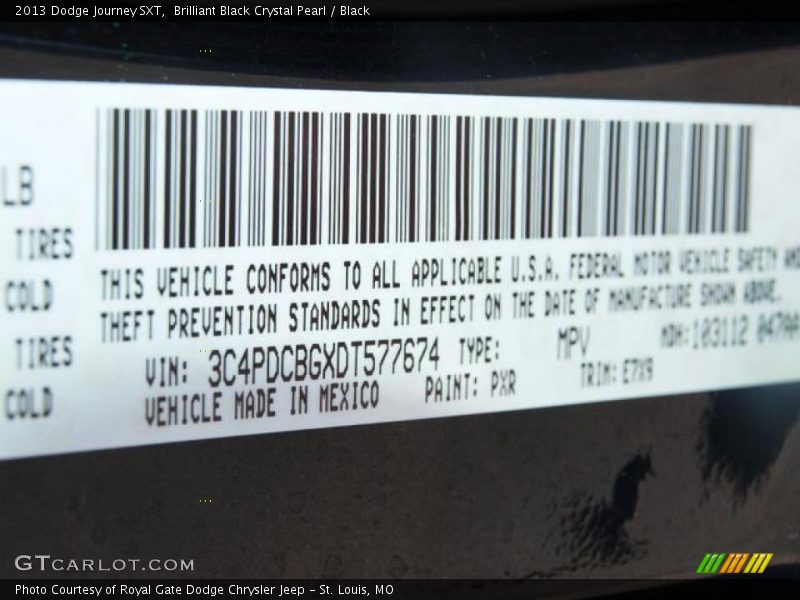 2013 Dodge Journey SXT, Brilliant Black Crystal Pearl / Black
LB
TIRES
COLD
TIRES
COLD
THIS VEHICLE CONFORMS TO ALL APPLICABLE U.S.A. FEDERAL MOTOR VEHICLE SAFETY AND
THEFT PREVENTION STANDARDS IN EFFECT ON THE DATE OF MANUFACTURE SHOWN ABOVE.
VIN: 3C4PDCBGXDT577674 TYPE: MPV MDH: 103112
VEHICLE MADE IN MEXICO PAINT: PXR TRIM: E7X9
GTCARLOT.COM
Photo Courtesy of Royal Gate Dodge Chrysler Jeep - St. Louis, MO